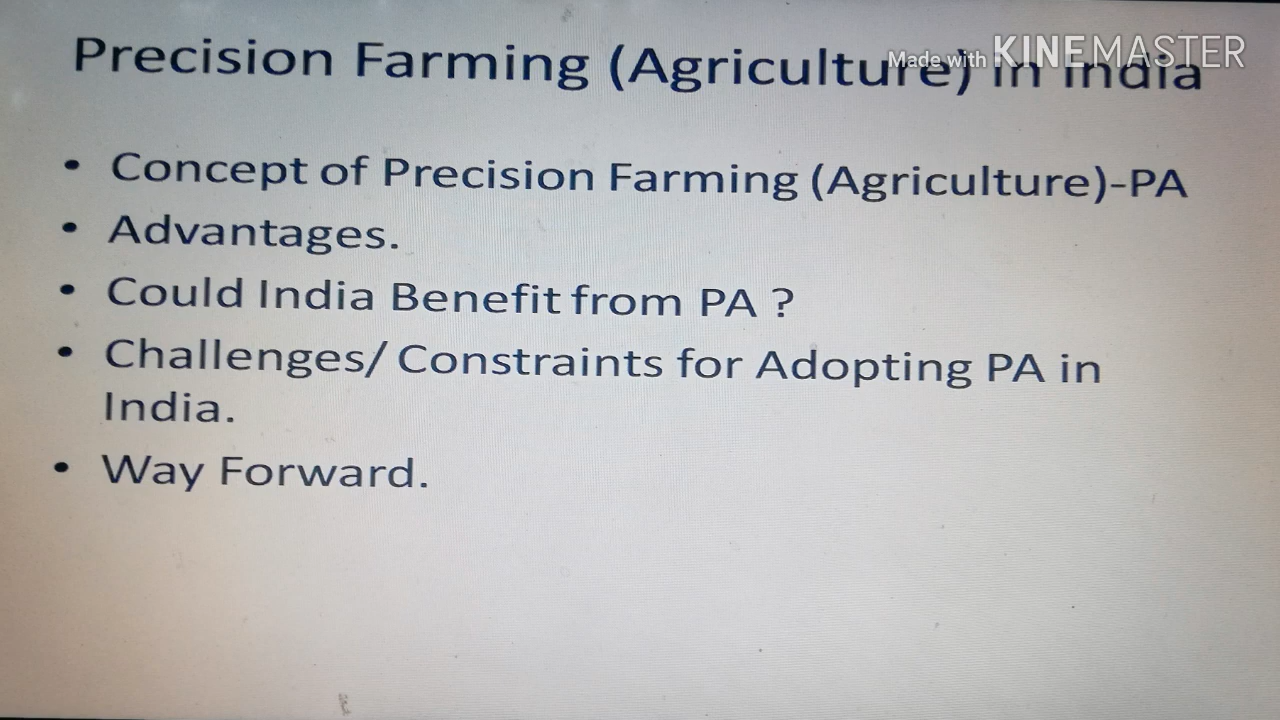 Precision Farming (Agriculture) in India
Made with KINEMASTER
• Concept of Precision Farming (Agriculture)-PA
• Advantages.
• Could India Benefit from PA ?
• Challenges/ Constraints for Adopting PA in
India.
• Way Forward.